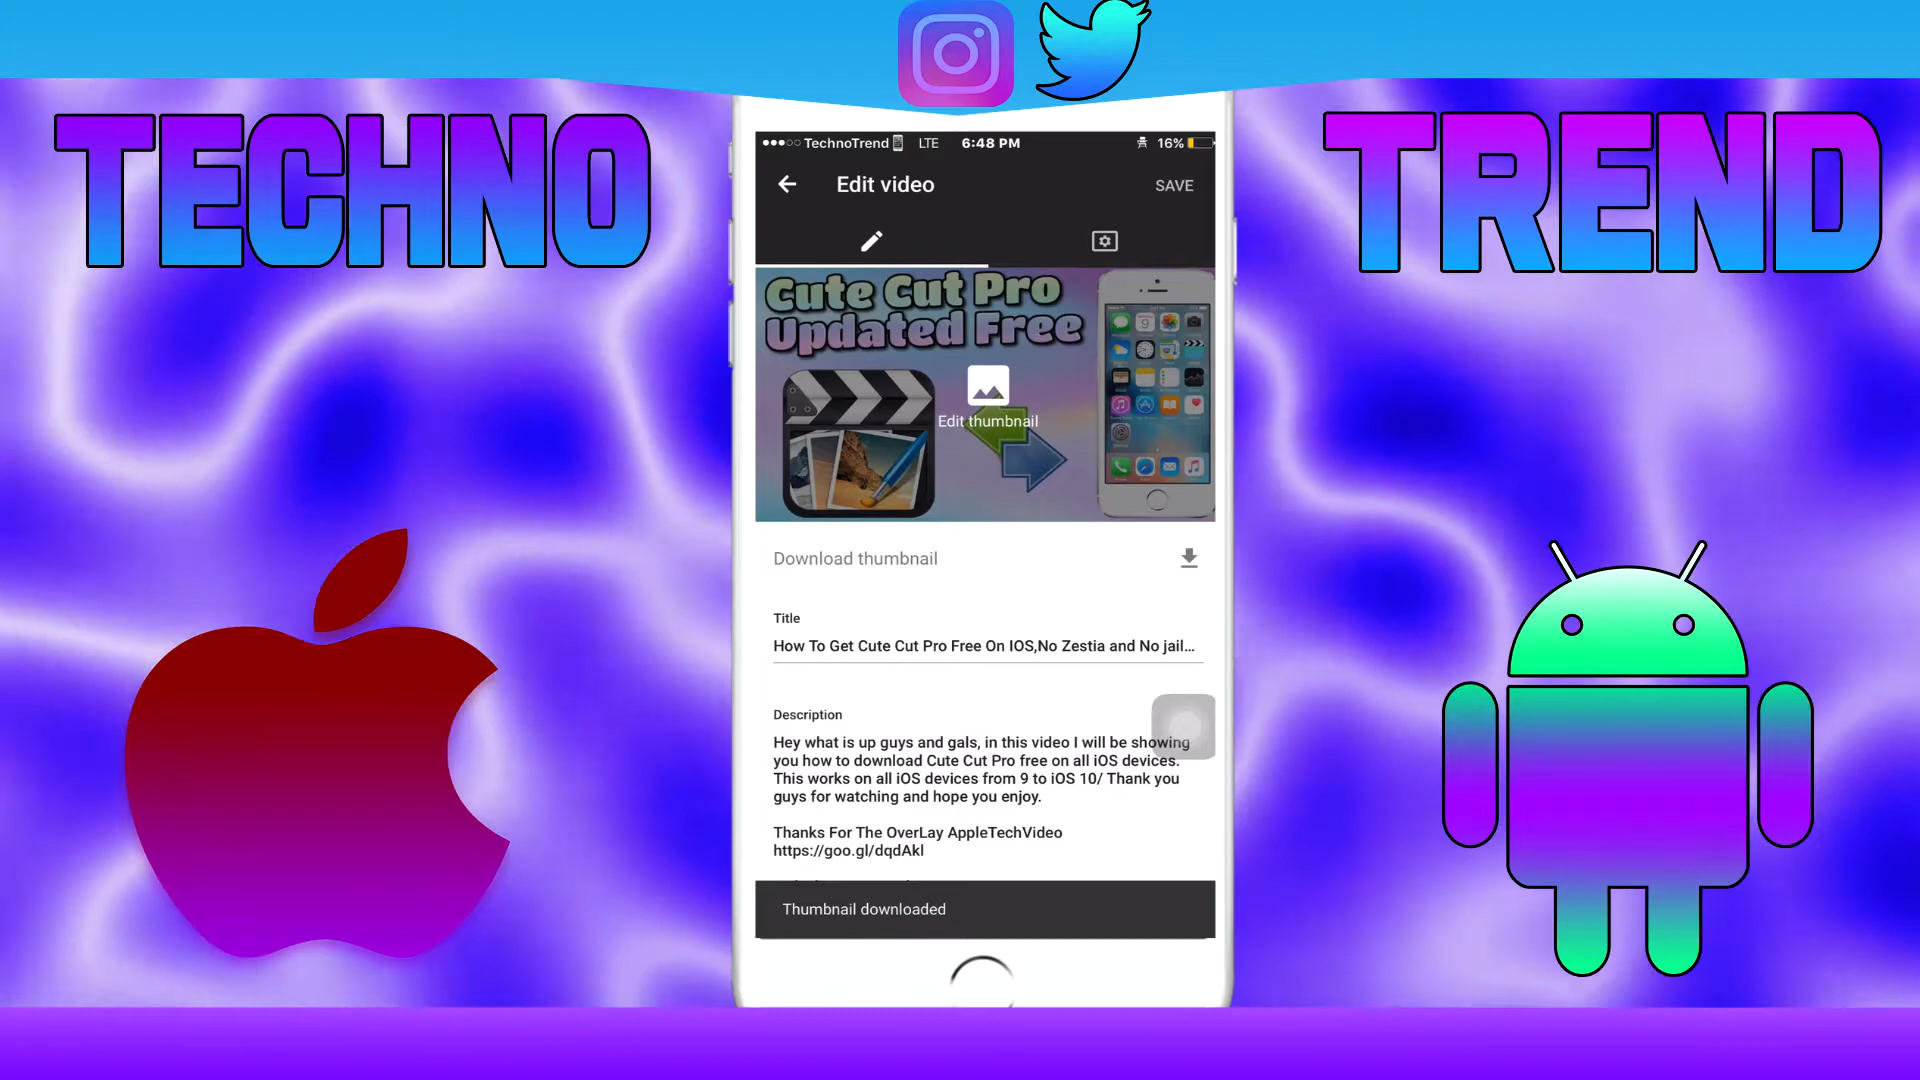 TECHNO
TREND
TechnoTrend LTE 6:48 PM 16%
Edit video
SAVE
Cute Cut Pro
Updated Free
Edit thumbnail
Download thumbnail
Title
How To Get Cute Cut Pro Free On IOS,No Zestia and No jail...
Description
Hey what is up guys and gals, in this video I will be showing
you how to download Cute Cut Pro free on all iOS devices.
This works on all iOS devices from 9 to iOS 10/ Thank you
guys for watching and hope you enjoy.
Thanks For The OverLay AppleTechVideo
https://goo.gl/dqdAkl
Thumbnail downloaded